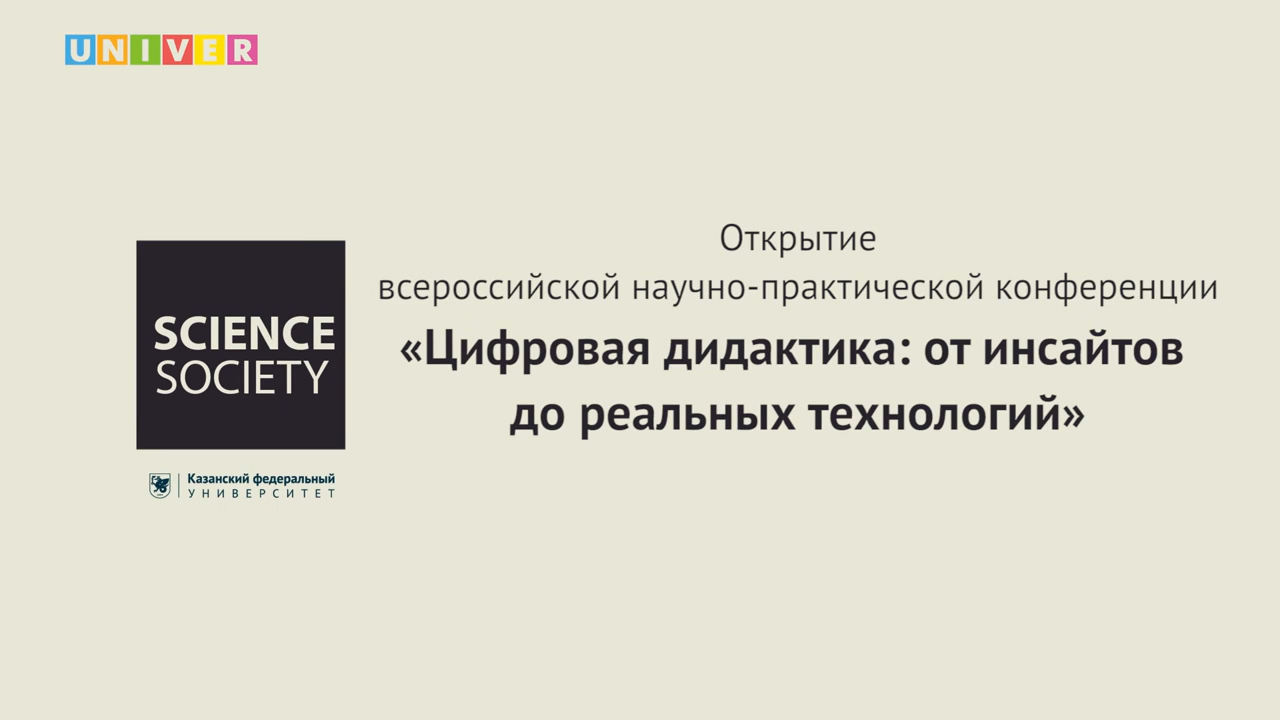 UNIVER
Открытие
всероссийской научно-практической конференции
«Цифровая дидактика: от инсайтов
до реальных технологий»
SCIENCE
SOCIETY
Казанский федеральный
УНИВЕРСИТЕТ